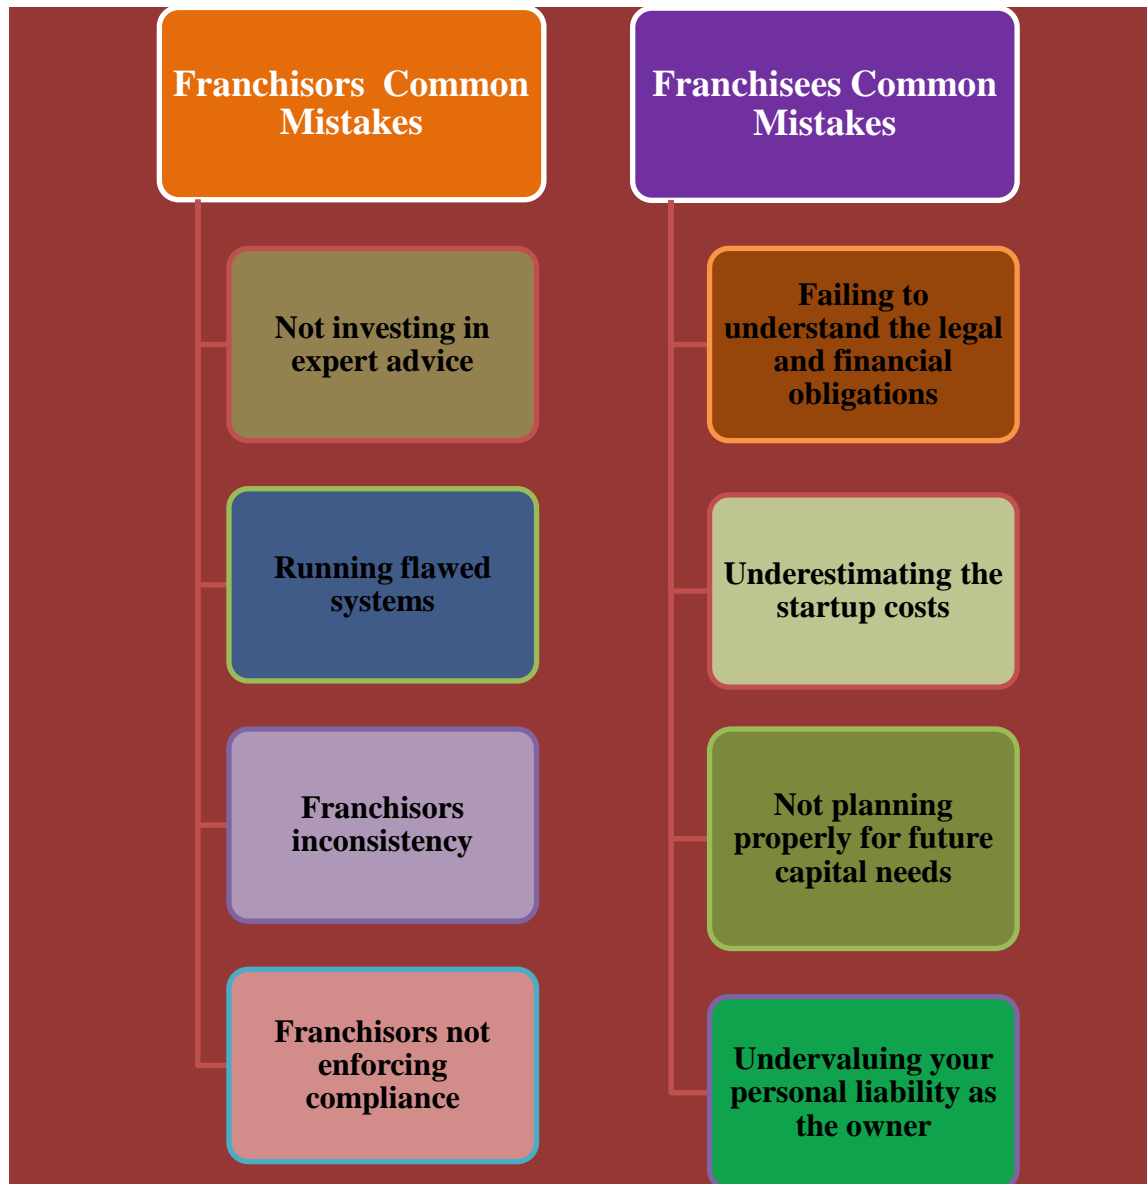 Franchisors Common
Mistakes
Not investing in
expert advice
Running flawed
systems
Franchisors
inconsistency
Franchisors not
enforcing
compliance
Franchisees Common
Mistakes
Failing to
understand the legal
and financial
obligations
Underestimating the
startup costs
Not planning
properly for future
capital needs
Undervaluing your
personal liability as
the owner